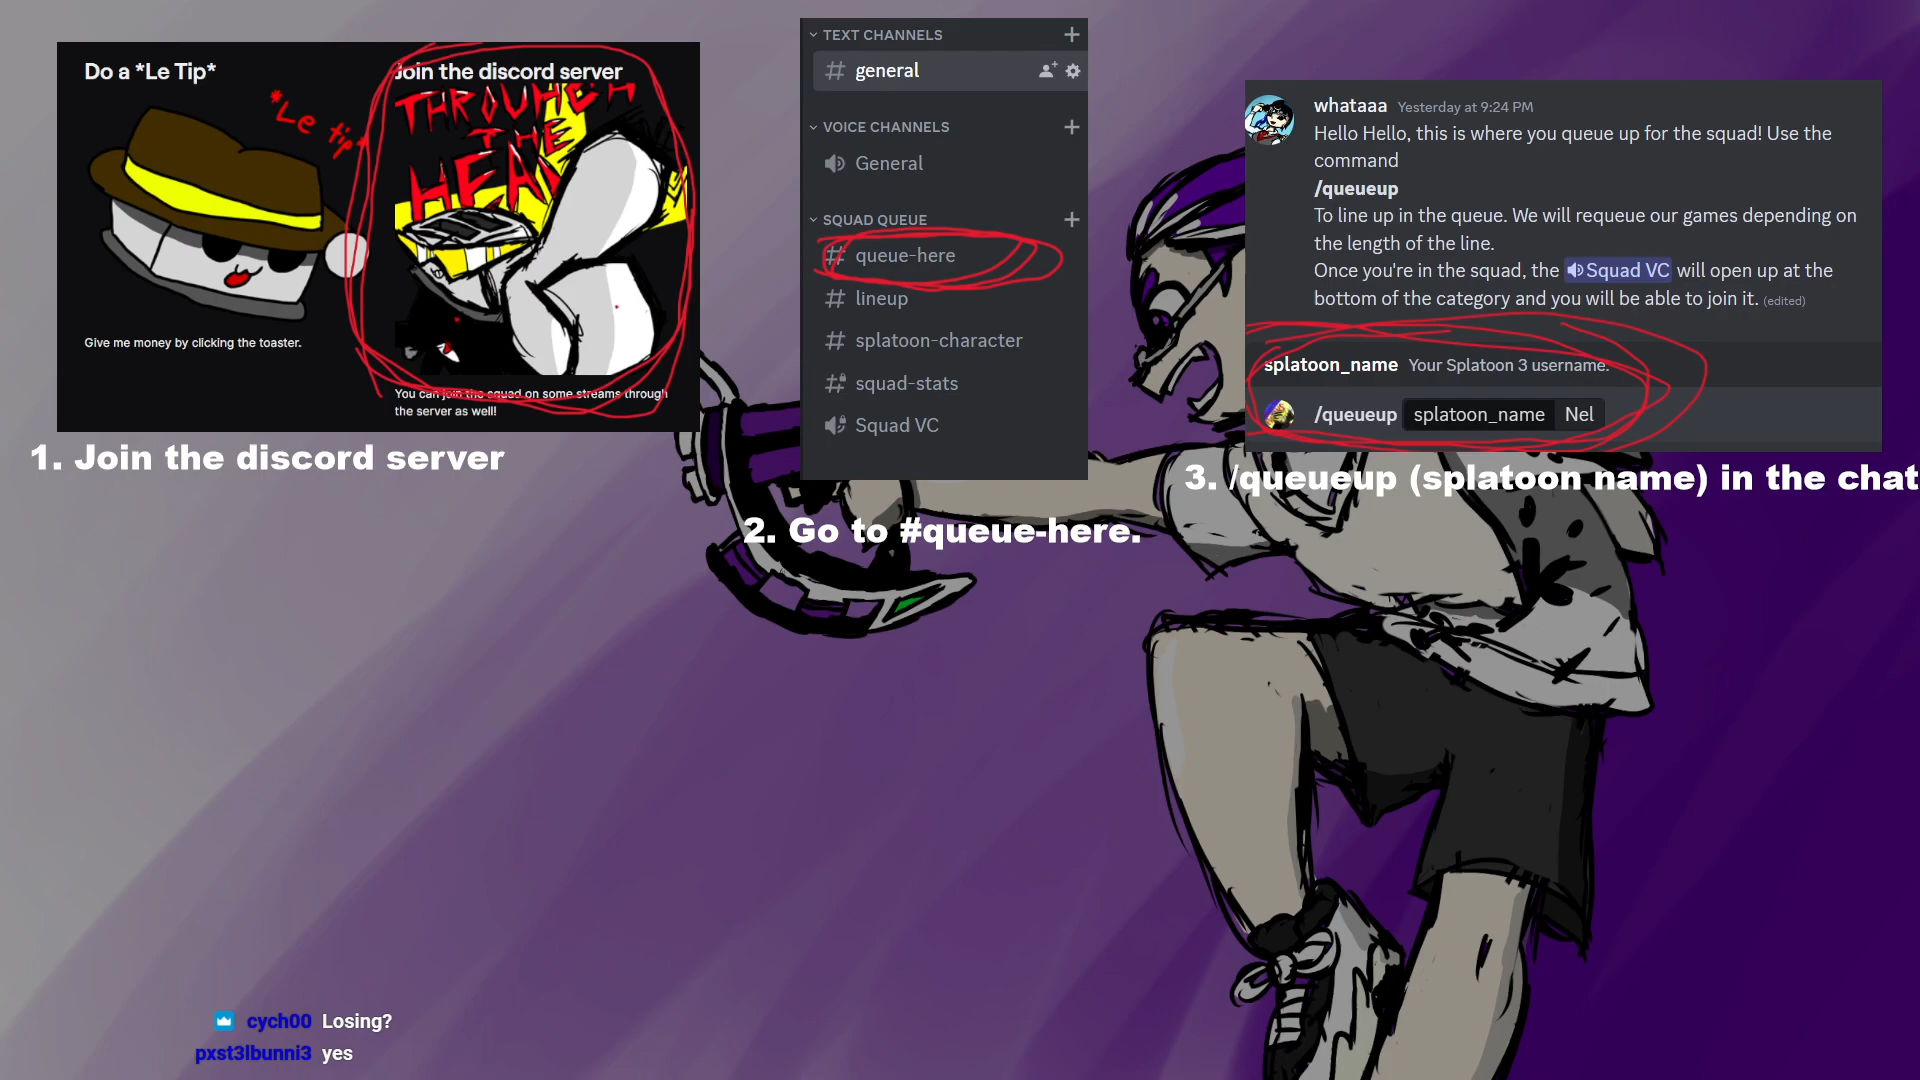 Do a *Le Tip*
*Le tip*
Give me money by clicking the toaster.
Join the discord server
THE
You can join the squad on some streams through
the server as well!
1. Join the discord server
TEXT CHANNELS
general
VOICE CHANNELS
General
SQUAD QUEUE
queue-here
lineup
splatoon-character
squad-stats
Squad VC
2. Go to #queue-here.
whataaa Yesterday at 9:24 PM
Hello Hello, this is where you queue up for the squad! Use the
command
/queueup
To line up in the queue. We will requeue our games depending on
the length of the line.
Once you're in the squad, the Squad VC will open up at the
bottom of the category and you will be able to join it. (edited)
splatoon_name Your Splatoon 3 username.
/queueup splatoon_name Nel
3. /queueup (splatoon name) in the chat
cych00 Losing?
pxst3lbunni3 yes